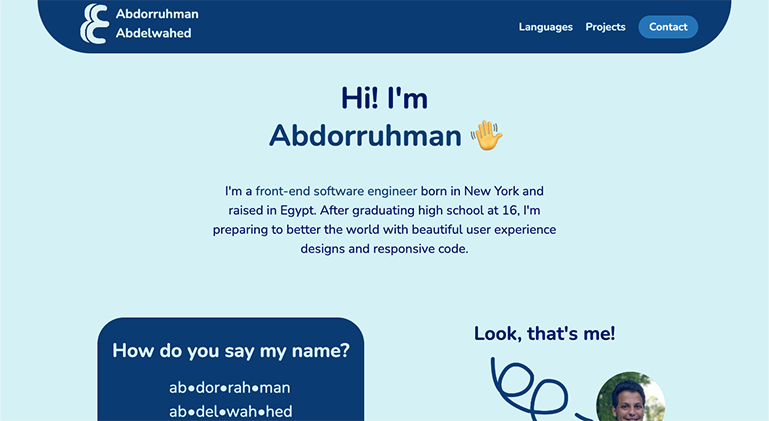 Abdorruhman
Abdelwahed
Languages Projects Contact
Hi! I'm
Abdorruhman 👋
I'm a front-end software engineer born in New York and
raised in Egypt. After graduating high school at 16, I'm
preparing to better the world with beautiful user experience
designs and responsive code.
How do you say my name?
ab•dor•rah•man
ab•del•wah•hed
Look, that's me!